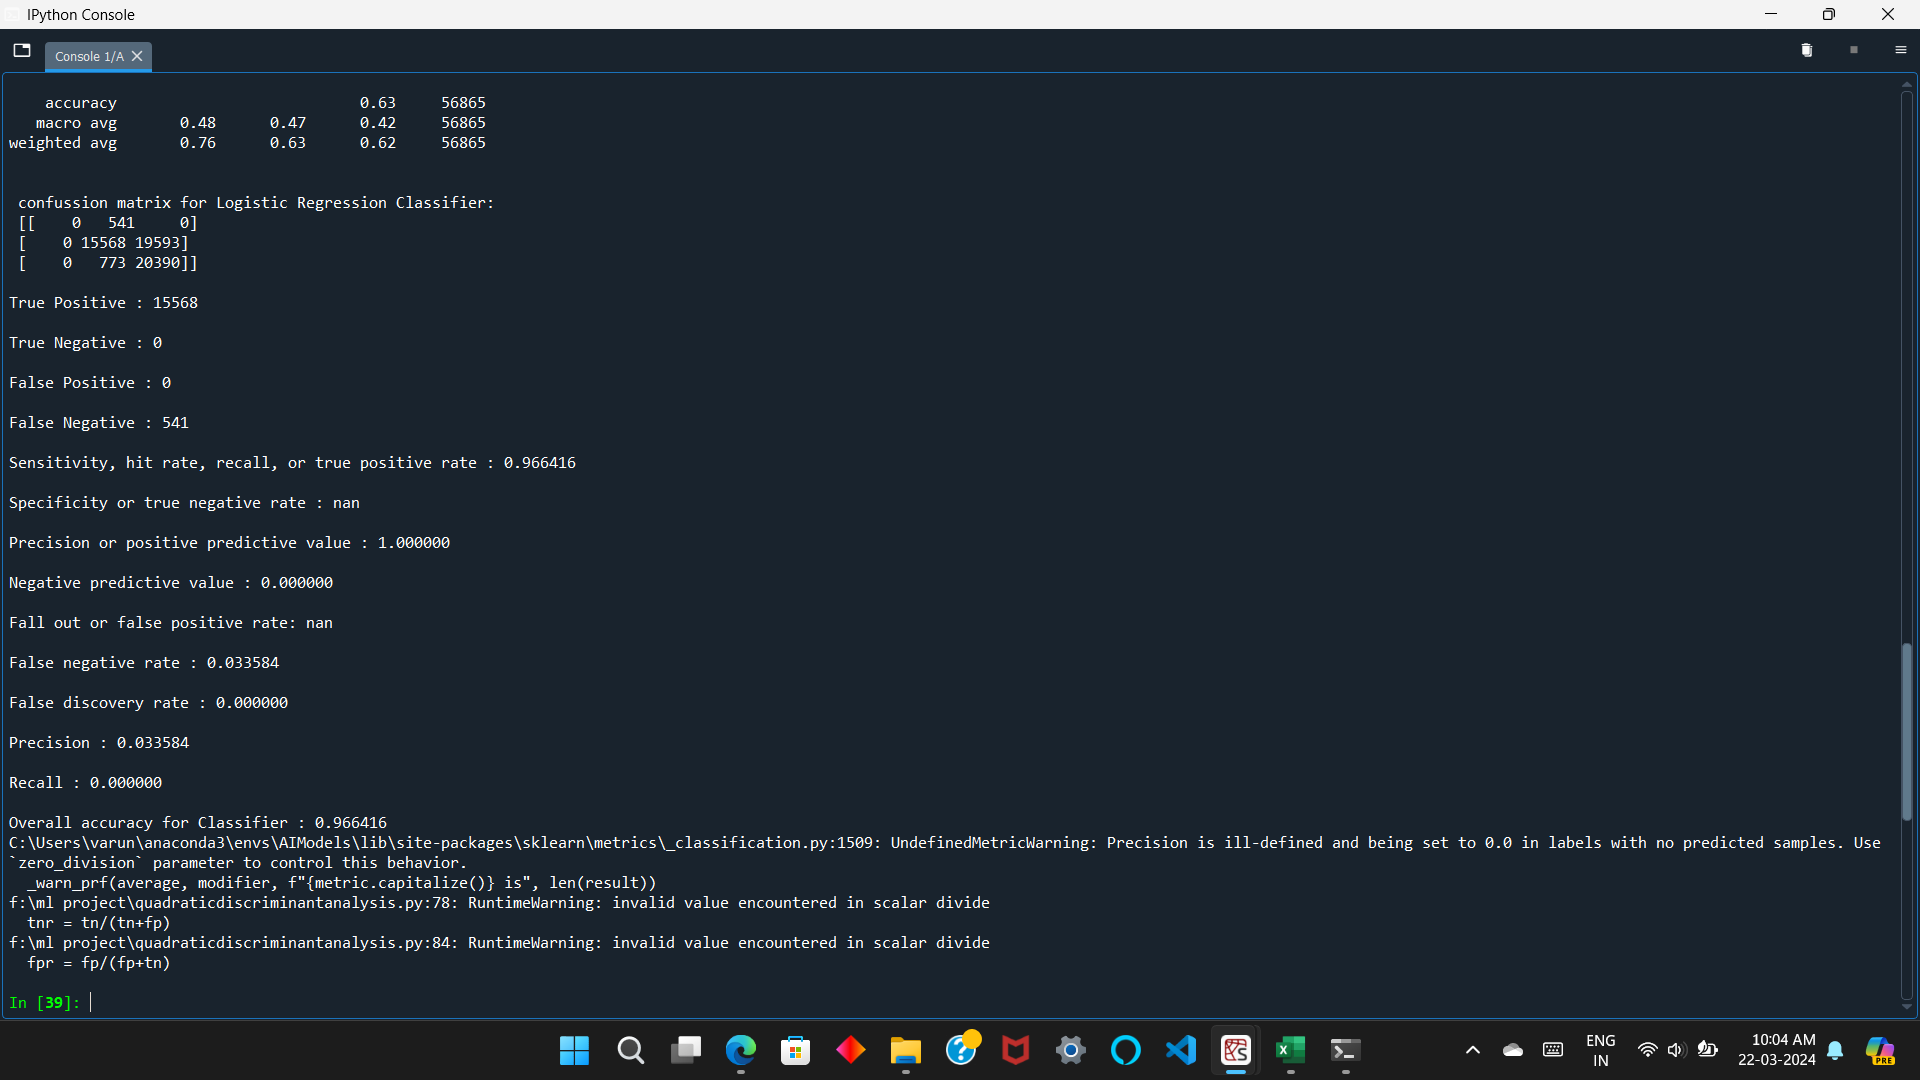 IPython Console
Console 1/A
accuracy 0.63 56865
macro avg 0.48 0.47 0.42 56865
weighted avg 0.76 0.63 0.62 56865
confussion matrix for Logistic Regression Classifier:
[[ 0 541 0]
[ 0 15568 19593]
[ 0 773 20390]]
True Positive : 15568
True Negative : 0
False Positive : 0
False Negative : 541
Sensitivity, hit rate, recall, or true positive rate : 0.966416
Specificity or true negative rate : nan
Precision or positive predictive value : 1.000000
Negative predictive value : 0.000000
Fall out or false positive rate: nan
False negative rate : 0.033584
False discovery rate : 0.000000
Precision : 0.033584
Recall : 0.000000
Overall accuracy for Classifier : 0.966416
C:\Users\varun\anaconda3\envs\AIModels\lib\site-packages\sklearn\metrics\_classification.py:1509: UndefinedMetricWarning: Precision is ill-defined and being set to 0.0 in labels with no predicted samples. Use
`zero_division` parameter to control this behavior.
_warn_prf(average, modifier, f"{metric.capitalize()} is", len(result))
f:\ml project\quadraticdiscriminantanalysis.py:78: RuntimeWarning: invalid value encountered in scalar divide
tnr = tn/(tn+fp)
f:\ml project\quadraticdiscriminantanalysis.py:84: RuntimeWarning: invalid value encountered in scalar divide
fpr = fp/(fp+tn)
In [39]:
ENG
IN
10:04 AM
22-03-2024
PRE